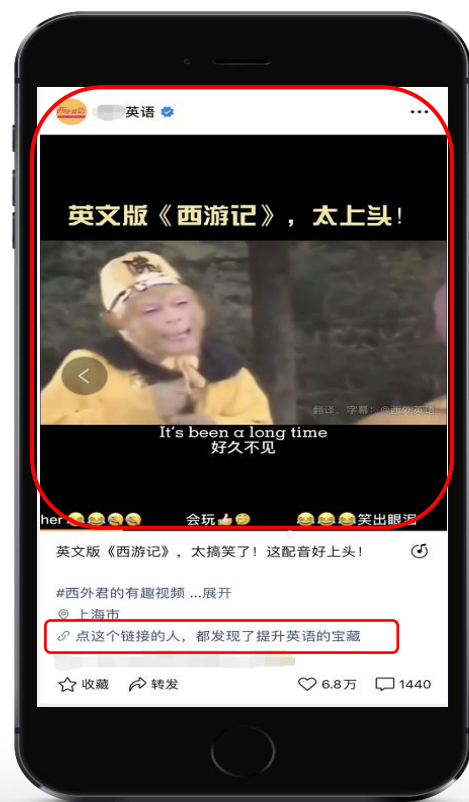 英语
英文版《西游记》，太上头！
翻译、字幕：@西外英语
It's been a long time
好久不见
her 😂😂🤣🤣 会玩👍🤣 😂😂😂笑出眼泪
英文版《西游记》，太搞笑了！这配音好上头！
#西外君的有趣视频 ...展开
上海市
点这个链接的人，都发现了提升英语的宝藏
收藏 转发 6.8万 1440